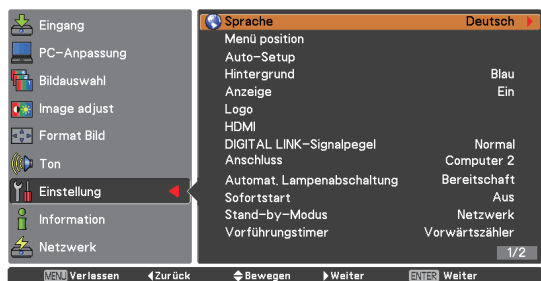 Eingang
PC-Anpassung
Bildauswahl
Image adjust
Format Bild
Ton
Einstellung
Information
Netzwerk
Sprache Deutsch
Menü position
Auto-Setup
Hintergrund Blau
Anzeige Ein
Logo
HDMI
DIGITAL LINK-Signalpegel Normal
Anschluss Computer 2
Automat. Lampenabschaltung Bereitschaft
Sofortstart Aus
Stand-by-Modus Netzwerk
Vorführungstimer Vorwärtszähler
1/2
MENU Verlassen Zurück Bewegen Weiter ENTER Weiter